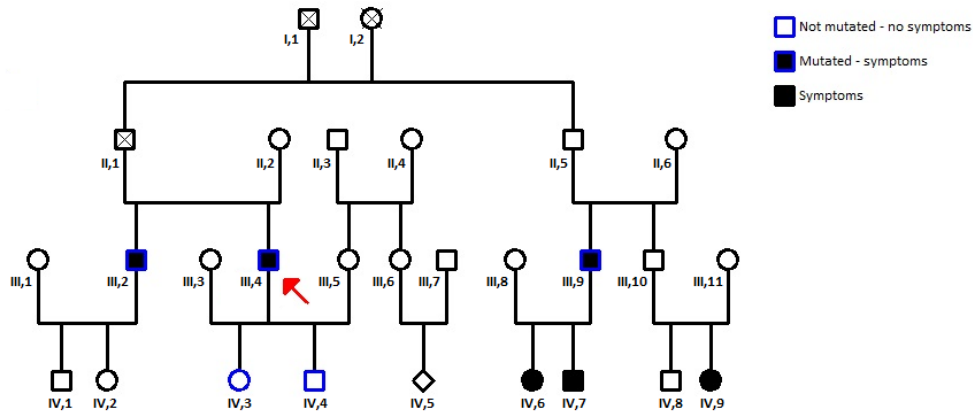 I,1
I,2
Not mutated - no symptoms
Mutated - symptoms
Symptoms
II,1
II,2
II,3
II,4
II,5
II,6
III,1
III,2
III,3
III,4
III,5
III,6
III,7
III,8
III,9
III,10
III,11
IV,1
IV,2
IV,3
IV,4
IV,5
IV,6
IV,7
IV,8
IV,9